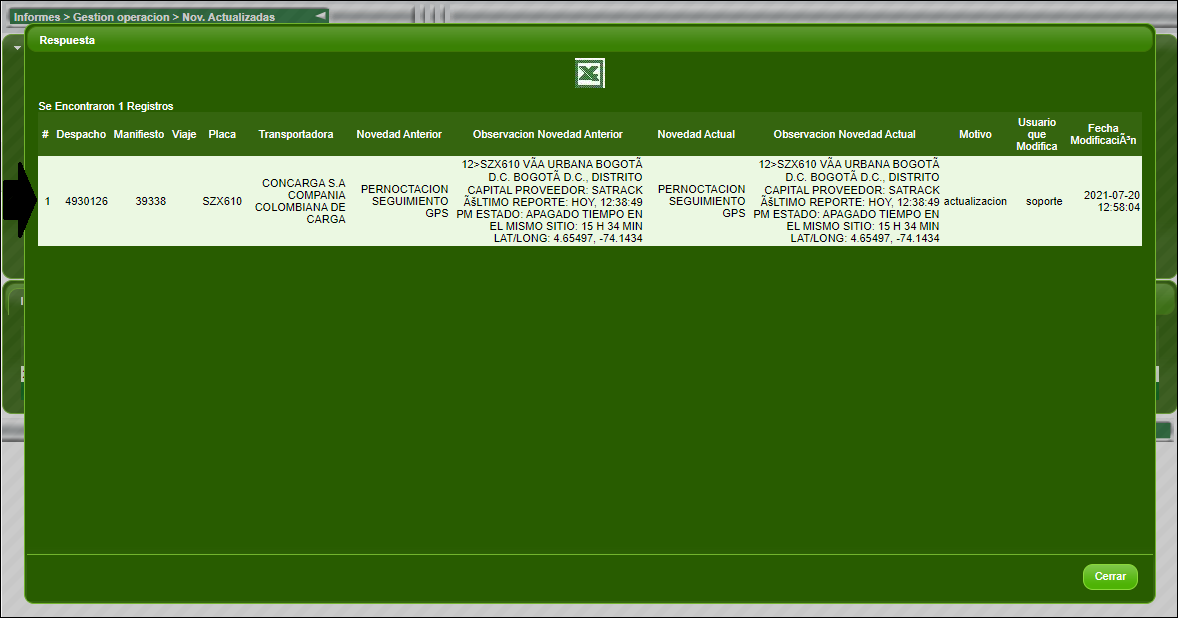 Informes > Gestion operacion > Nov. Actualizadas
Respuesta
Se Encontraron 1 Registros
# Despacho Manifiesto Viaje Placa Transportadora Novedad Anterior Observacion Novedad Anterior Novedad Actual Observacion Novedad Actual Motivo Usuario que Modifica Fecha ModificaciÃ³n
1 4930126 39338 SZX610
CONCARGA S.A
COMPANIA
COLOMBIANA DE
CARGA
PERNOCTACION
SEGUIMIENTO
GPS
12>SZX610 VÃA URBANA BOGOTÃ
D.C. BOGOTÃ D.C., DISTRITO
CAPITAL PROVEEDOR: SATRACK
ÃšLTIMO REPORTE: HOY, 12:38:49
PM ESTADO: APAGADO TIEMPO EN
EL MISMO SITIO: 15 H 34 MIN
LAT/LONG: 4.65497, -74.1434
PERNOCTACION
SEGUIMIENTO
GPS
12>SZX610 VÃA URBANA BOGOTÃ
D.C. BOGOTÃ D.C., DISTRITO
CAPITAL PROVEEDOR: SATRACK
ÃšLTIMO REPORTE: HOY, 12:38:49
PM ESTADO: APAGADO TIEMPO EN
EL MISMO SITIO: 15 H 34 MIN
LAT/LONG: 4.65497, -74.1434
actualizacion
soporte
2021-07-20
12:58:04
Cerrar